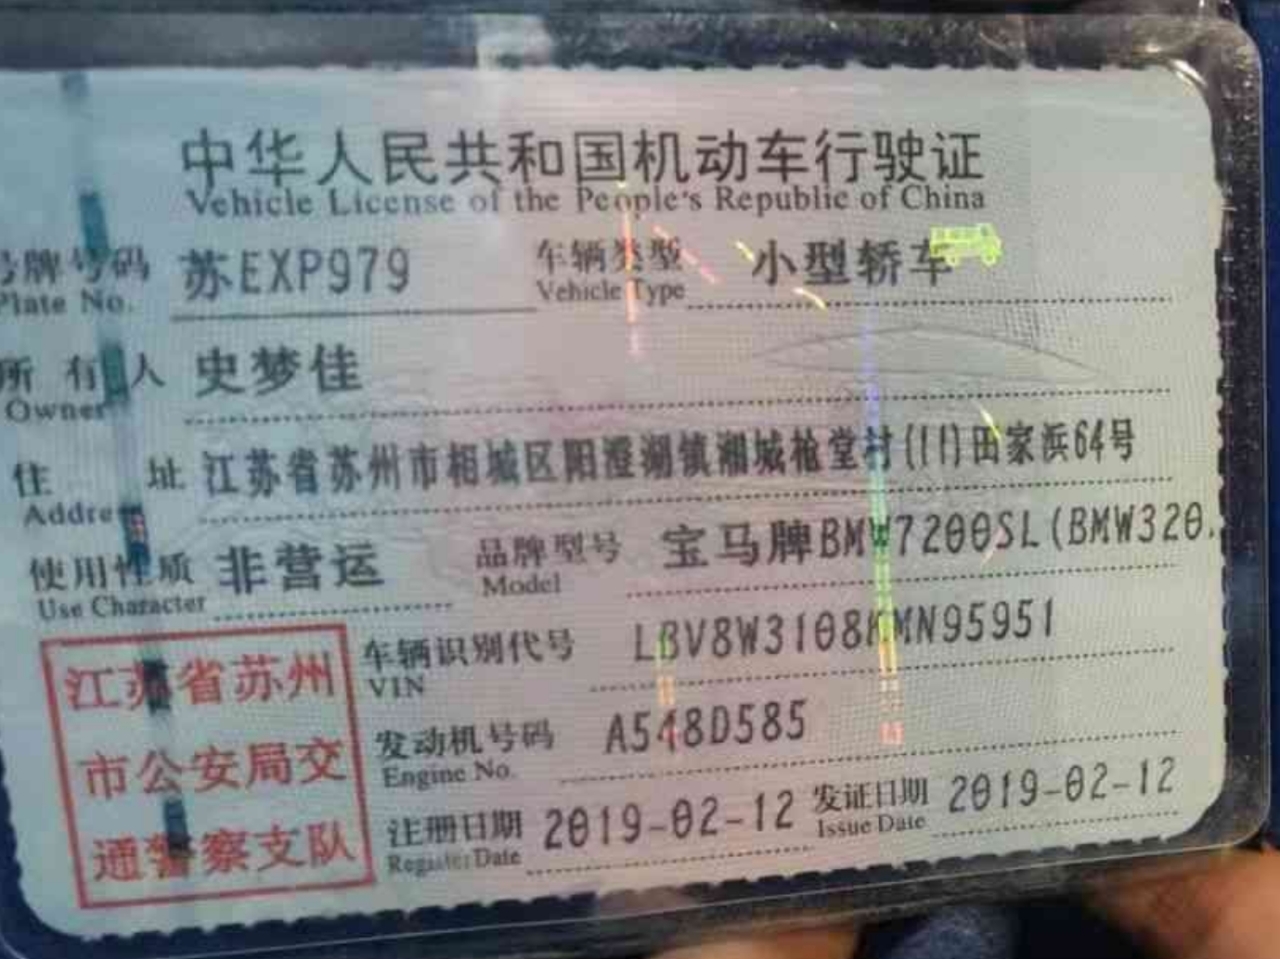 中华人民共和国机动车行驶证
Vehicle License of the People's Republic of China
号牌号码 苏EXP979 车辆类型 小型轿车
Plate No. Vehicle Type
所有人 史梦佳
Owner
住址 江苏省苏州市相城区阳澄湖镇湘城枪堂村(11)田家浜64号
Addre
使用性质 非营运 品牌型号 宝马牌BMW7200SL(BMW320.
Use Character Model
江苏省苏州
市公安局交
通警察支队
车辆识别代号 LBV8W3108KMN95951
VIN
发动机号码 A548D585
Engine No.
注册日期 2019-02-12 发证日期 2019-02-12
Register Date Issue Date